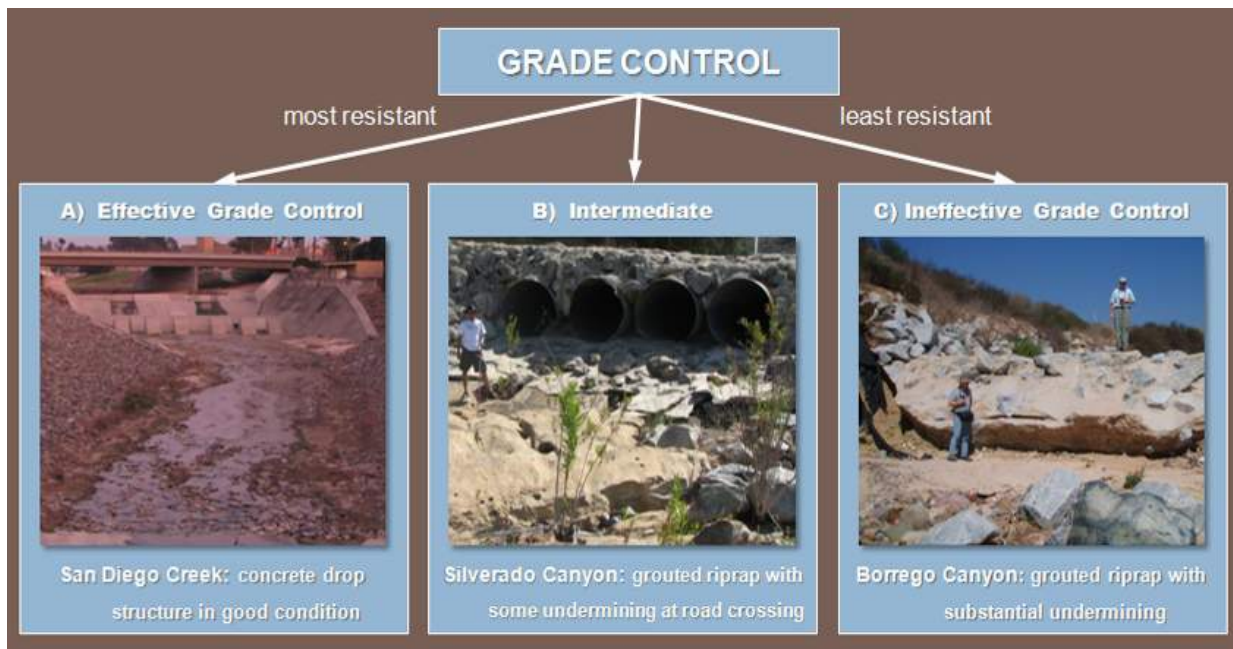 GRADE CONTROL
most resistant
least resistant
A) Effective Grade Control
San Diego Creek: concrete drop
structure in good condition
B) Intermediate
Silverado Canyon: grouted riprap with
some undermining at road crossing
C) Ineffective Grade Control
Borrego Canyon: grouted riprap with
substantial undermining